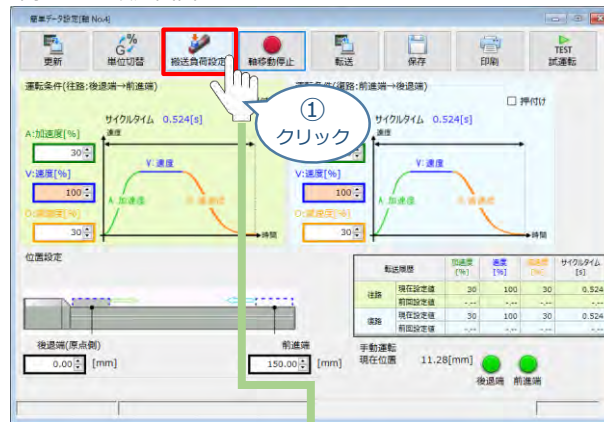 簡単データ設定[軸 No.4]
更新
G %
単位切替
搬送負荷設定
軸移動停止
転送
保存
印刷
TEST
試運転
運転条件(往路:後退端→前進端)
→後退端)
押付け
サイクルタイム 0.524[s]
サイクルタイム 0.524[s]
①
クリック
A:加速度[%]
30
V:速度[%]
100
D:減速度[%]
30
速度
V:速度
A:加速度
D:減速度
時間
V:速度[%]
100
D:減速度[%]
30
速度
V:速度
A:加速度
D:減速度
時間
位置設定
転送履歴
加速度[%]
速度[%]
減速度[%]
サイクルタイム[s]
往路
現在設定値 30 100 30 0.524
前回設定値 -.-- -.-- -.-- -.--
復路
現在設定値 30 100 30 0.524
前回設定値 -.-- -.-- -.-- -.--
後退端(原点側)
0.00 [mm]
前進端
150.00 [mm]
手動運転
現在位置 11.28[mm]
後退端 前進端